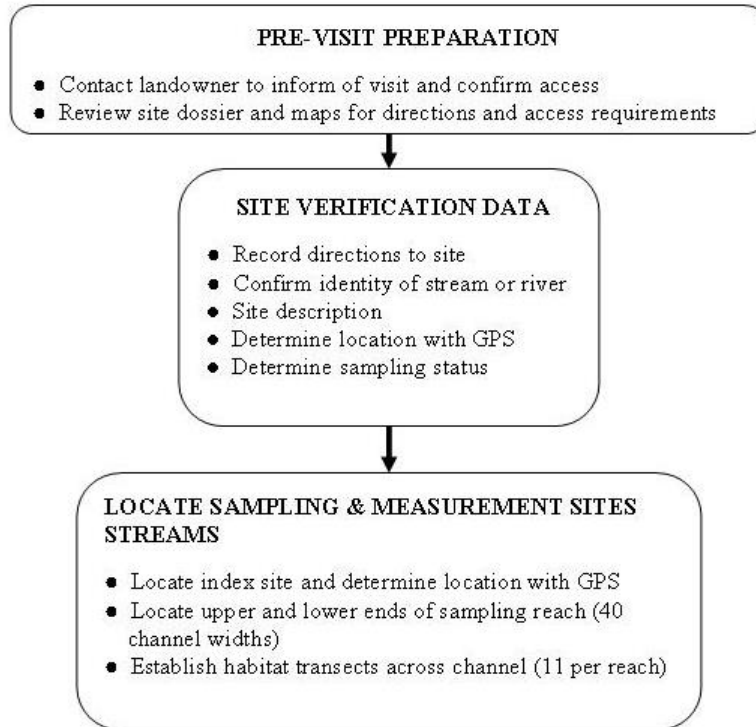 PRE-VISIT PREPARATION
● Contact landowner to inform of visit and confirm access
● Review site dossier and maps for directions and access requirements
SITE VERIFICATION DATA
● Record directions to site
● Confirm identity of stream or river
● Site description
● Determine location with GPS
● Determine sampling status
LOCATE SAMPLING & MEASUREMENT SITES
STREAMS
● Locate index site and determine location with GPS
● Locate upper and lower ends of sampling reach (40
channel widths)
● Establish habitat transects across channel (11 per reach)